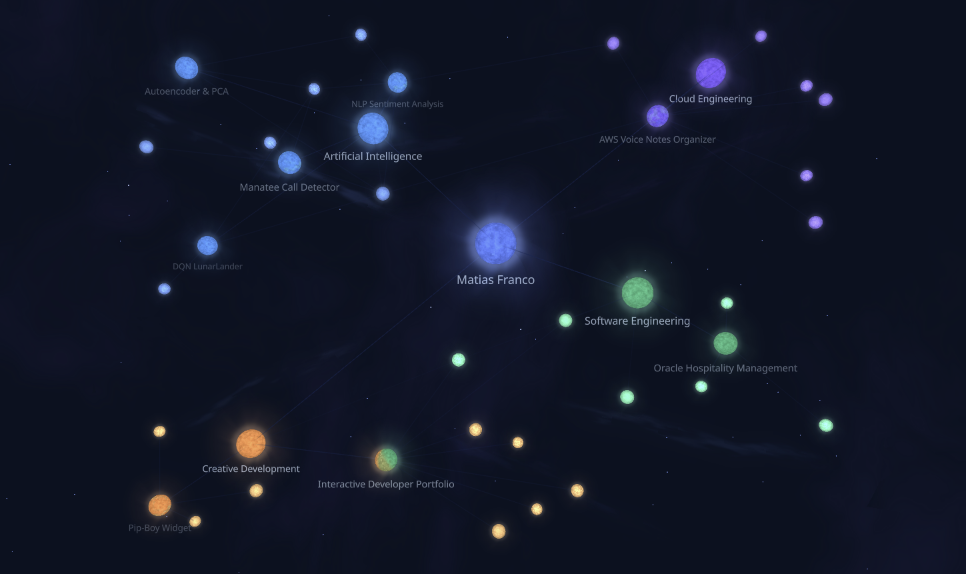 Autoencoder & PCA
NLP Sentiment Analysis
Cloud Engineering
AWS Voice Notes Organizer
Artificial Intelligence
Manatee Call Detector
DQN LunarLander
Matias Franco
Software Engineering
Oracle Hospitality Management
Creative Development
Interactive Developer Portfolio
Pip-Boy Widget